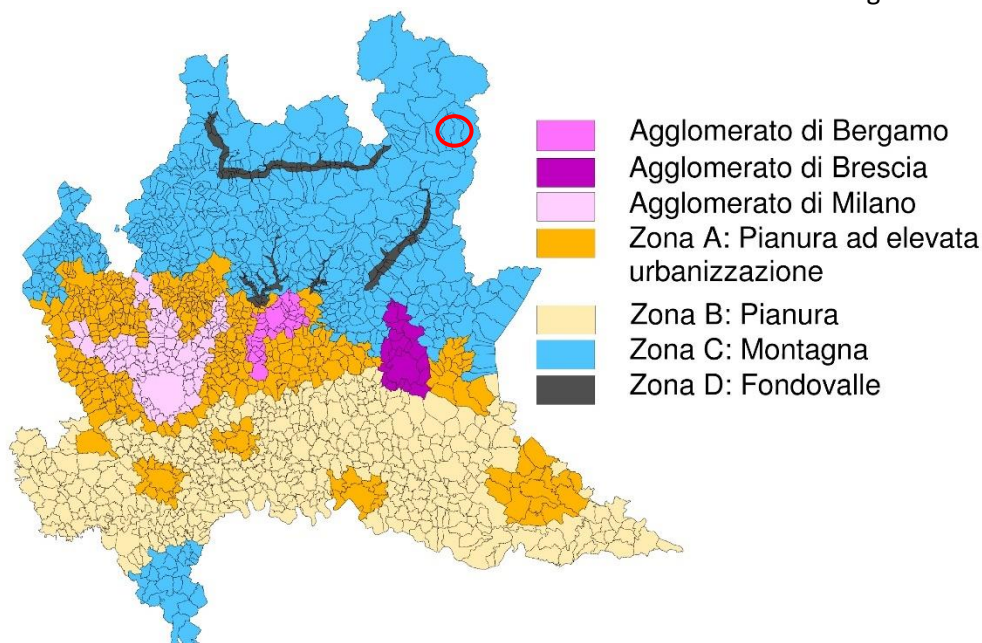 g
Agglomerato di Bergamo
Agglomerato di Brescia
Agglomerato di Milano
Zona A: Pianura ad elevata
urbanizzazione
Zona B: Pianura
Zona C: Montagna
Zona D: Fondovalle